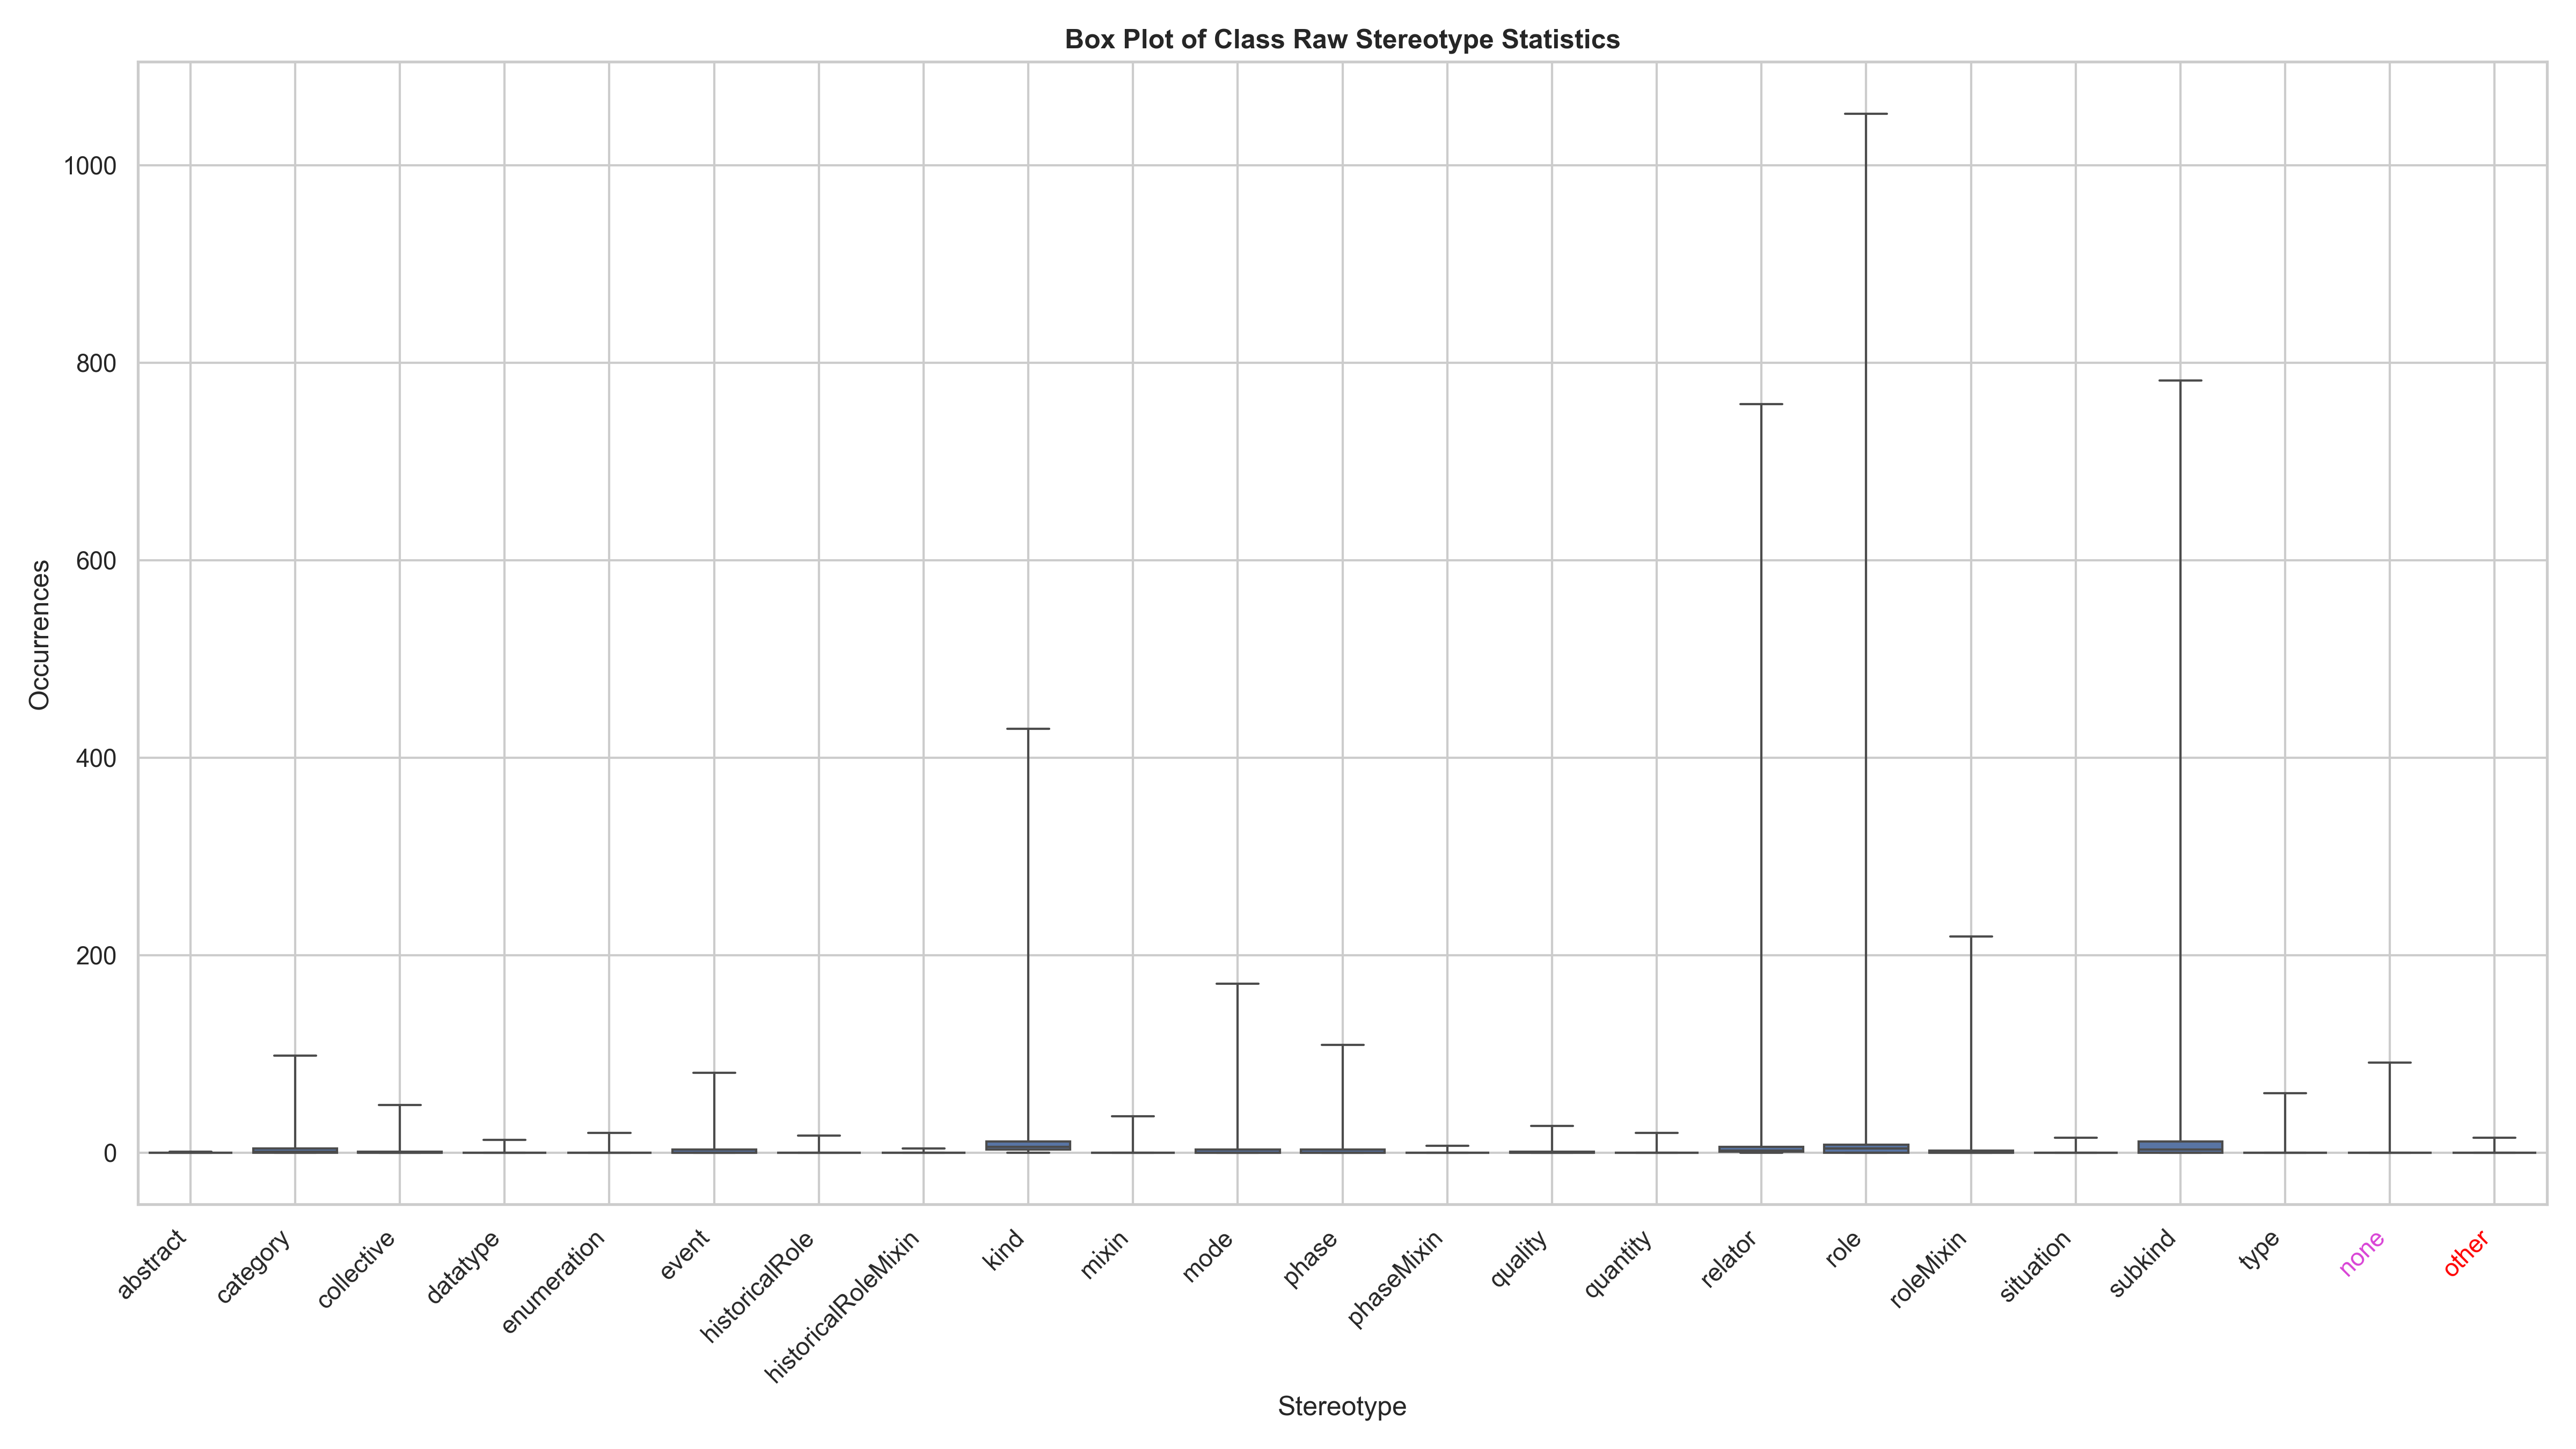 Box Plot of Class Raw Stereotype Statistics
Occurrences
1000
800
600
400
200
0
abstract
category
collective
datatype
enumeration
event
historicalRole
historicalRoleMixin
kind
mixin
mode
phase
phaseMixin
quality
quantity
relator
role
roleMixin
situation
subkind
type
none
other
Stereotype